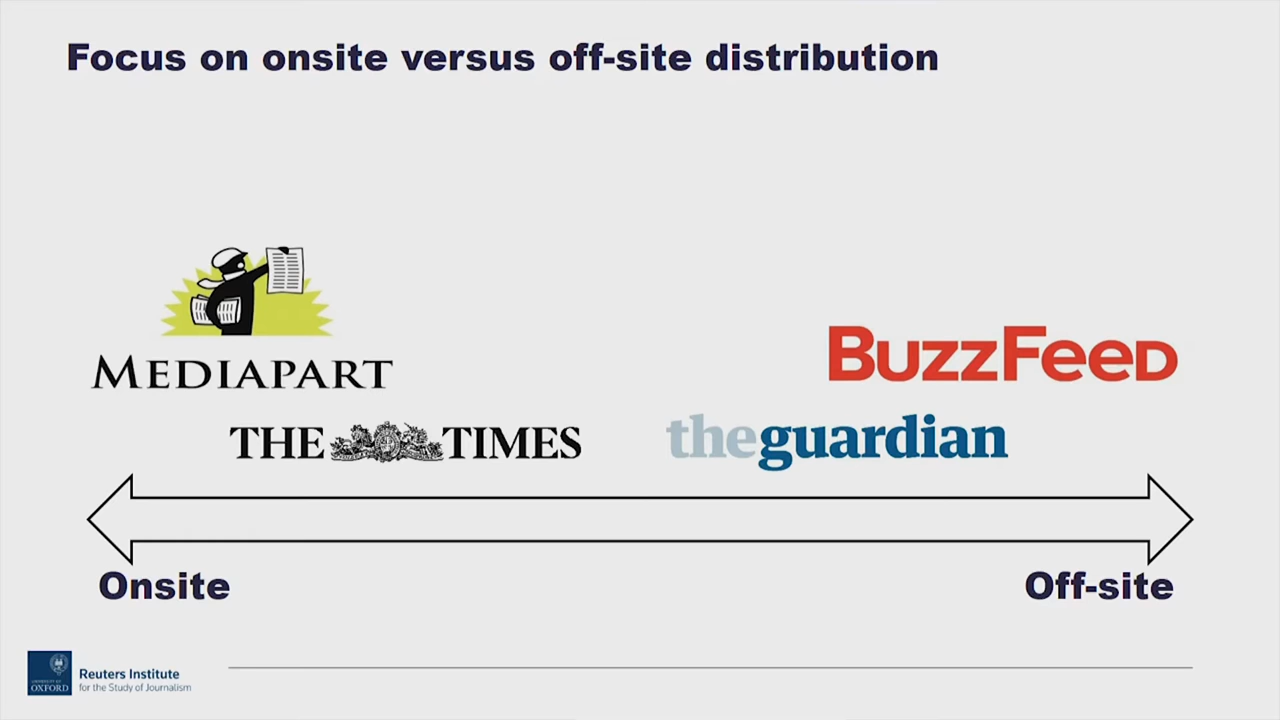 Focus on onsite versus off-site distribution
MEDIAPART
BUZZFEED
THE TIMES
theguardian
Onsite
Off-site
UNIVERSITY OF
OXFORD
Reuters Institute
for the Study of Journalism